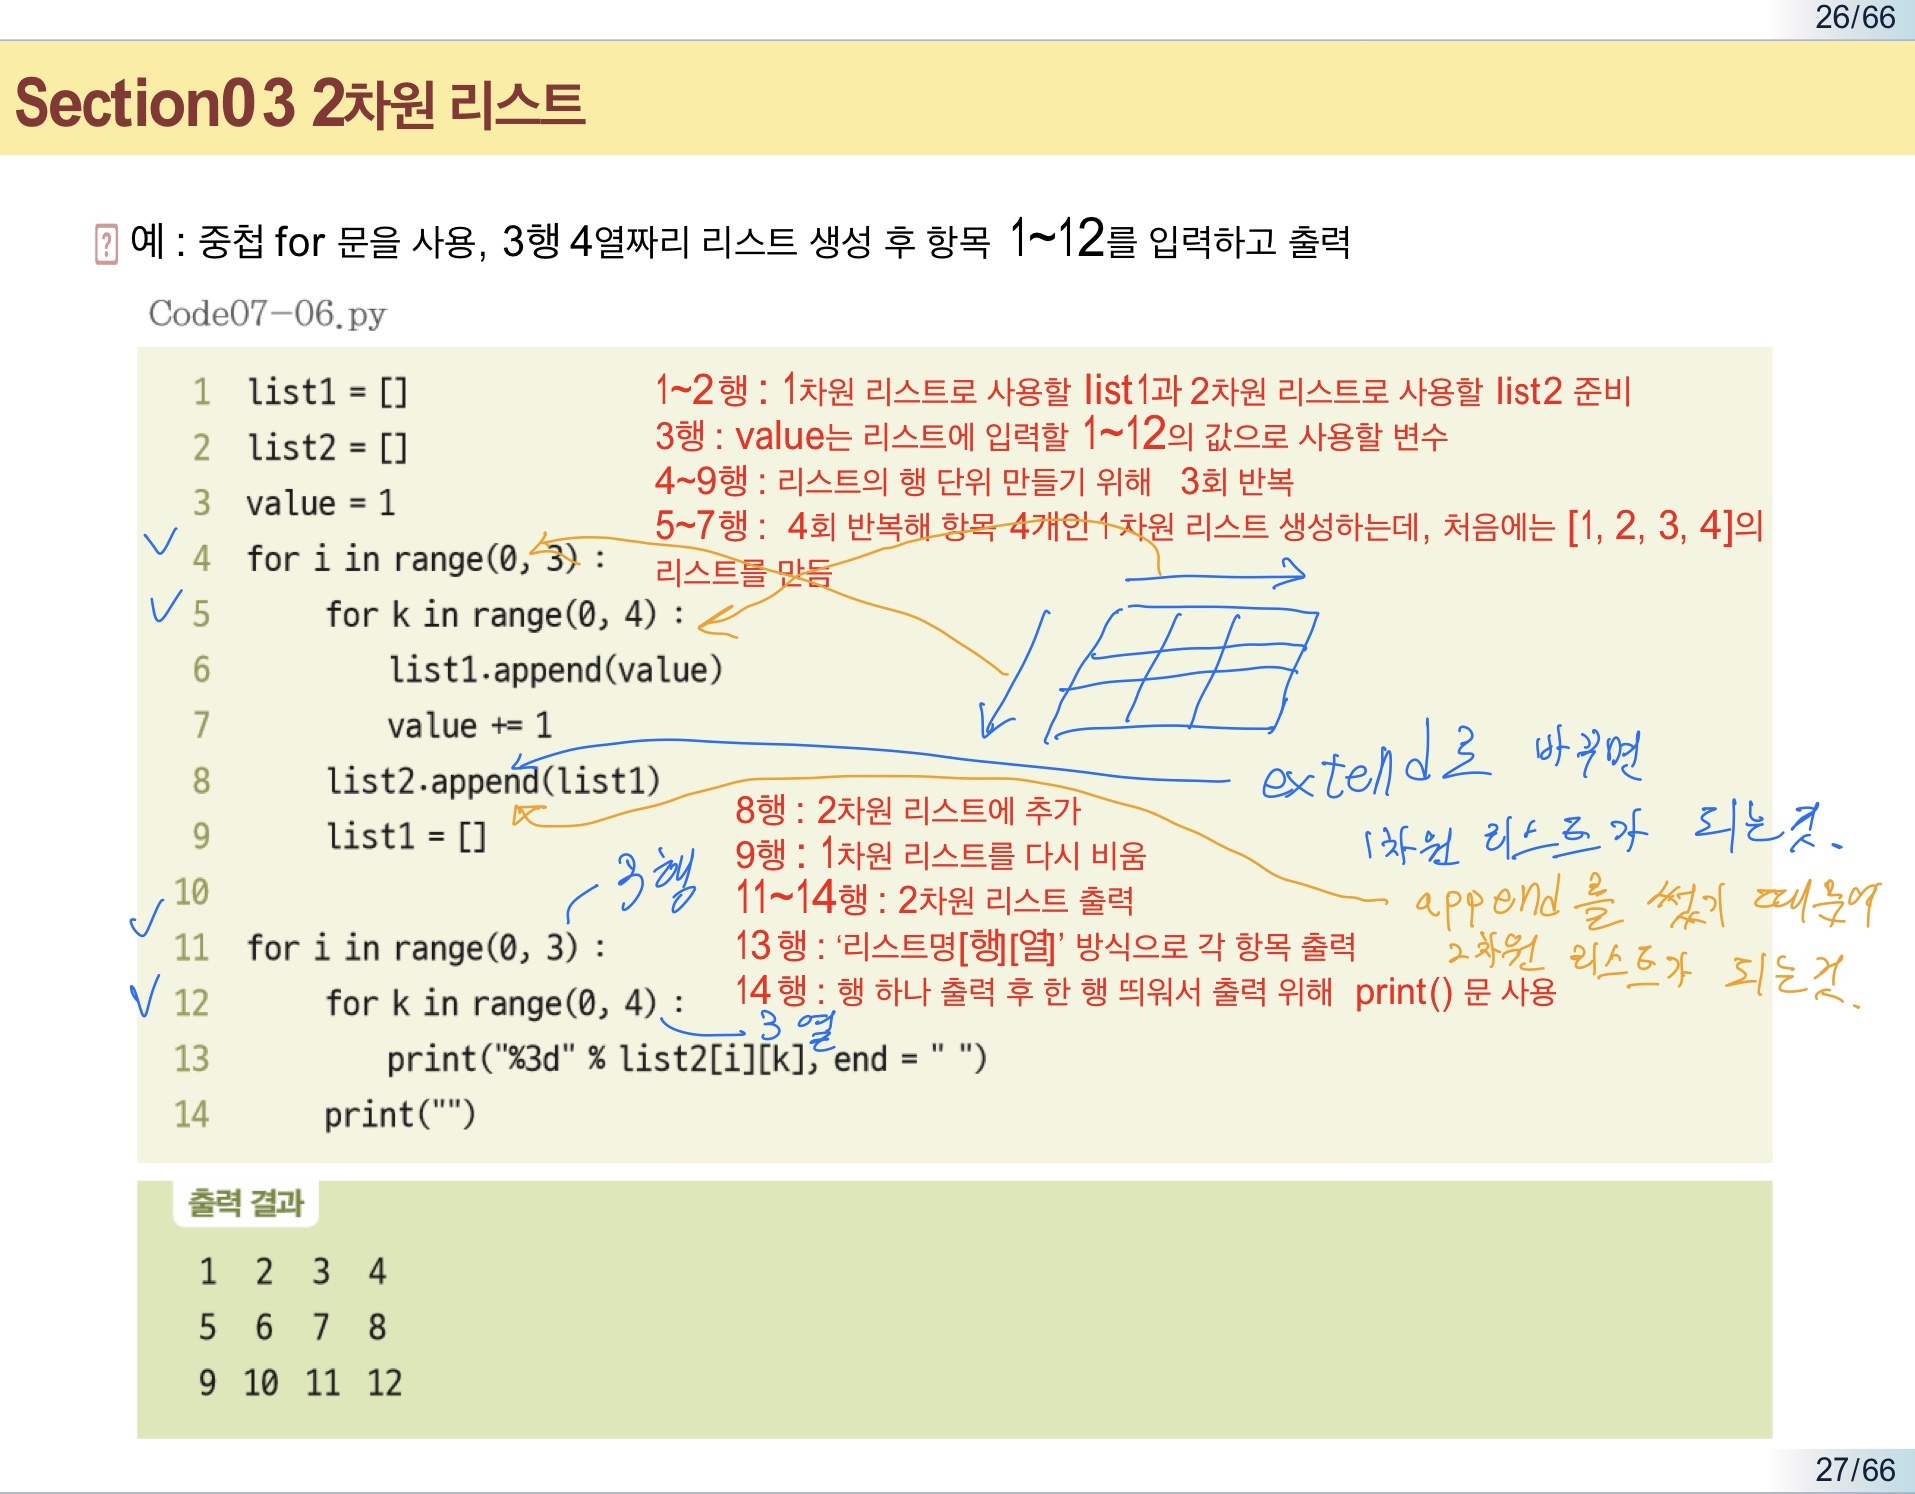 26/66
Section03 2차원 리스트
예 : 중첩 for 문을 사용, 3행 4열짜리 리스트 생성 후 항목 1~12를 입력하고 출력
Code07-06.py
1 list1 = []
2 list2 = []
3 value = 1
4 for i in range(0, 3) :
5 for k in range(0, 4) :
6 list1.append(value)
7 value += 1
8 list2.append(list1)
9 list1 = []
10
11 for i in range(0, 3) :
12 for k in range(0, 4) :
13 print("%3d" % list2[i][k], end = " ")
14 print("")
1~2행 : 1차원 리스트로 사용할 list1과 2차원 리스트로 사용할 list2 준비
3행 : value는 리스트에 입력할 1~12의 값으로 사용할 변수
4~9행 : 리스트의 행 단위 만들기 위해 3회 반복
5~7행 : 4회 반복해 항목 4개인 1차원 리스트 생성하는데, 처음에는 [1, 2, 3, 4]의
리스트를 만듬
8행 : 2차원 리스트에 추가
9행 : 1차원 리스트를 다시 비움
11~14행 : 2차원 리스트 출력
13행 : ‘리스트명[행][열]’ 방식으로 각 항목 출력
14행 : 행 하나 출력 후 한 행 띄워서 출력 위해 print() 문 사용
extend로 바꾸면
1차원 리스트가 되는것.
append를 썼기 때문에
2차원 리스트가 되는것.
3행
3열
출력 결과
1 2 3 4
5 6 7 8
9 10 11 12
27/66